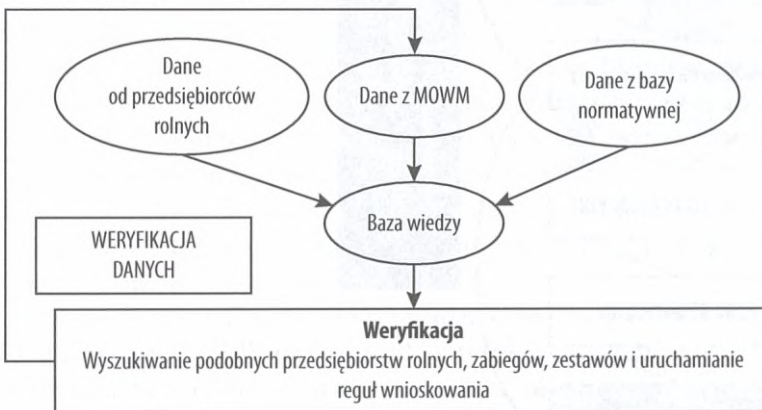 Dane
od przedsiębiorców
rolnych
Dane z MOWM
Dane z bazy
normatywnej
Baza wiedzy
WERYFIKACJA
DANYCH
Weryfikacja
Wyszukiwanie podobnych przedsiębiorstw rolnych, zabiegów, zestawów i uruchamianie
reguł wnioskowania